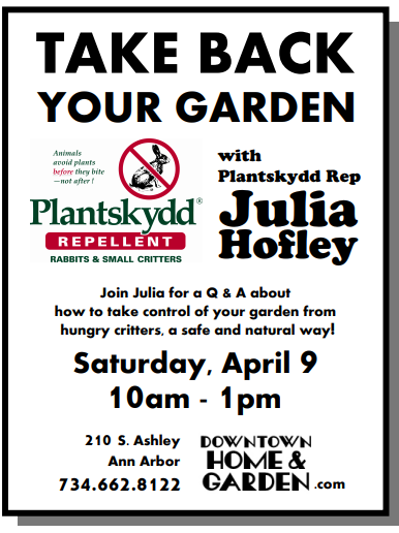 TAKE BACK
YOUR GARDEN
Animals
avoid plants
before they bite
—not after !
Plantskydd®
REPELLENT
RABBITS & SMALL CRITTERS
with
Plantskydd Rep
Julia
Hofley
Join Julia for a Q & A about
how to take control of your garden from
hungry critters, a safe and natural way!
Saturday, April 9
10am - 1pm
210 S. Ashley
Ann Arbor
734.662.8122
DOWNTOWN
HOME &
GARDEN.com